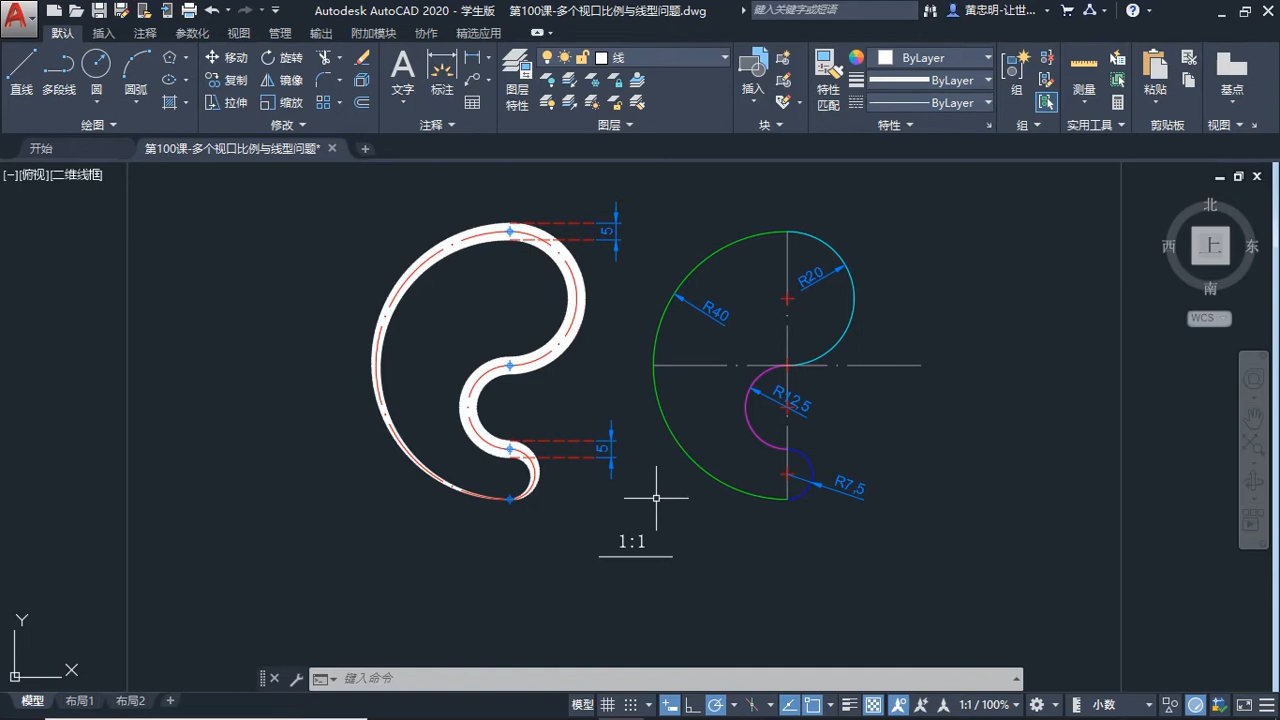 Autodesk AutoCAD 2020 - 学生版 第100课-多个视口比例与线型问题.dwg 键入关键字或短语 黄志明-让世...
默认 插入 注释 参数化 视图 管理 输出 附加模块 协作 精选应用
直线 多段线 圆 圆弧
移动 旋转
复制 镜像
拉伸 缩放
文字 标注
图层特性
线
插入
特性匹配
ByLayer
ByLayer
ByLayer
组
测量
粘贴
基点
绘图 修改 注释 图层 块 特性 组 实用工具 剪贴板 视图
开始 第100课-多个视口比例与线型问题*
[−][俯视][二维线框]
北
西 上 东
南
WCS
5
5
R20
R40
R12,5
R7,5
1:1
Y
X
键入命令
模型 布局1 布局2 +
模型 1:1 / 100% 小数